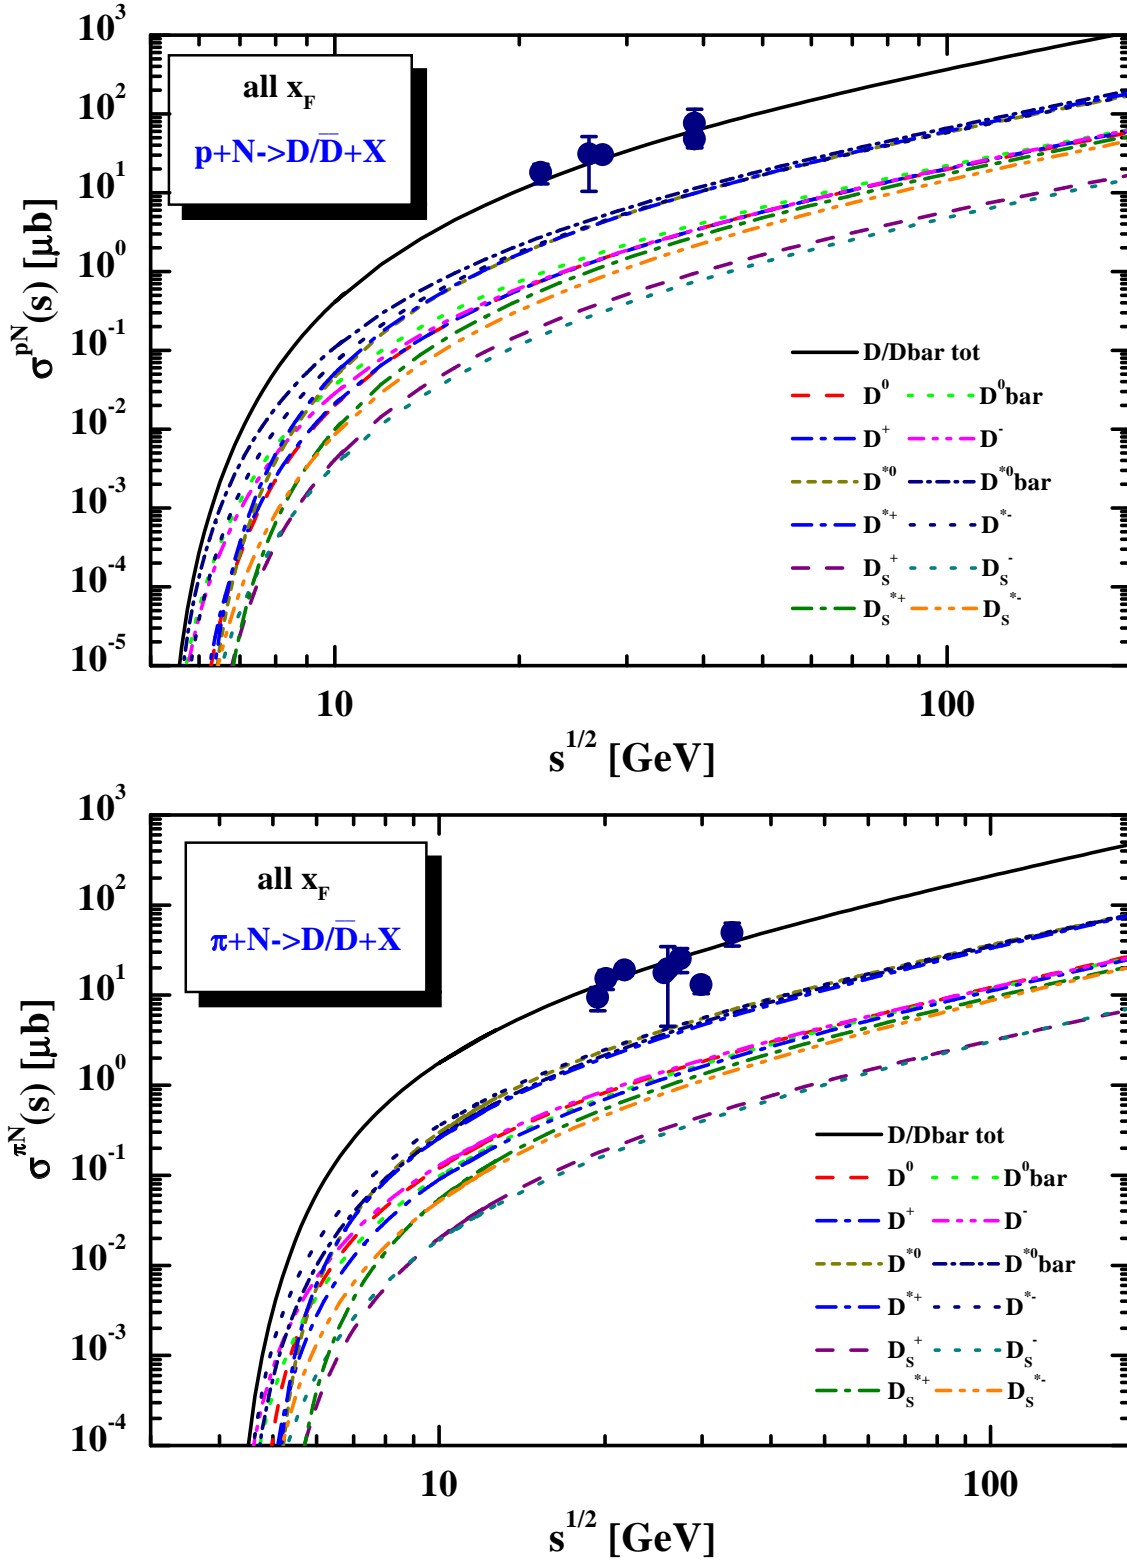 10³
all x_F
p+N->D/D̅+X
10²
10¹
10⁰
10⁻¹
10⁻²
10⁻³
10⁻⁴
10⁻⁵
σ^pN(s) [μb]
D/Dbar tot
D⁰ D⁰bar
D⁺ D⁻
D*⁰ D*⁰bar
D*⁺ D*⁻
D_S⁺ D_S⁻
D_S*⁺ D_S*⁻
10 100
s^1/2 [GeV]
10³
all x_F
π+N->D/D̅+X
10²
10¹
10⁰
10⁻¹
10⁻²
10⁻³
10⁻⁴
σ^πN(s) [μb]
D/Dbar tot
D⁰ D⁰bar
D⁺ D⁻
D*⁰ D*⁰bar
D*⁺ D*⁻
D_S⁺ D_S⁻
D_S*⁺ D_S*⁻
10 100
s^1/2 [GeV]